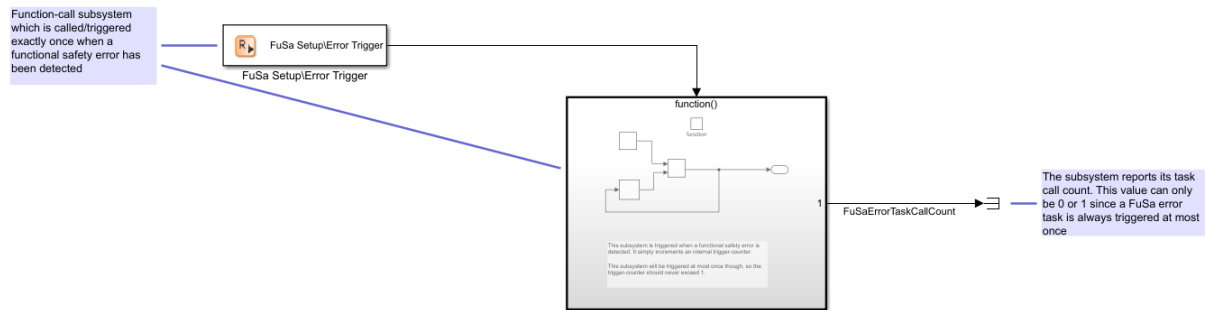 Function-call subsystem
which is called/triggered
exactly once when a
functional safety error has
been detected
R
FuSa Setup\Error Trigger
FuSa Setup\Error Trigger
function()
function
This subsystem is triggered when a functional safety error is
detected. It simply increments an internal trigger-counter.
This subsystem will be triggered at most once though, so the
trigger-counter should never exceed 1.
1
FuSaErrorTaskCallCount
The subsystem reports its task
call count. This value can only
be 0 or 1 since a FuSa error
task is always triggered at most
once